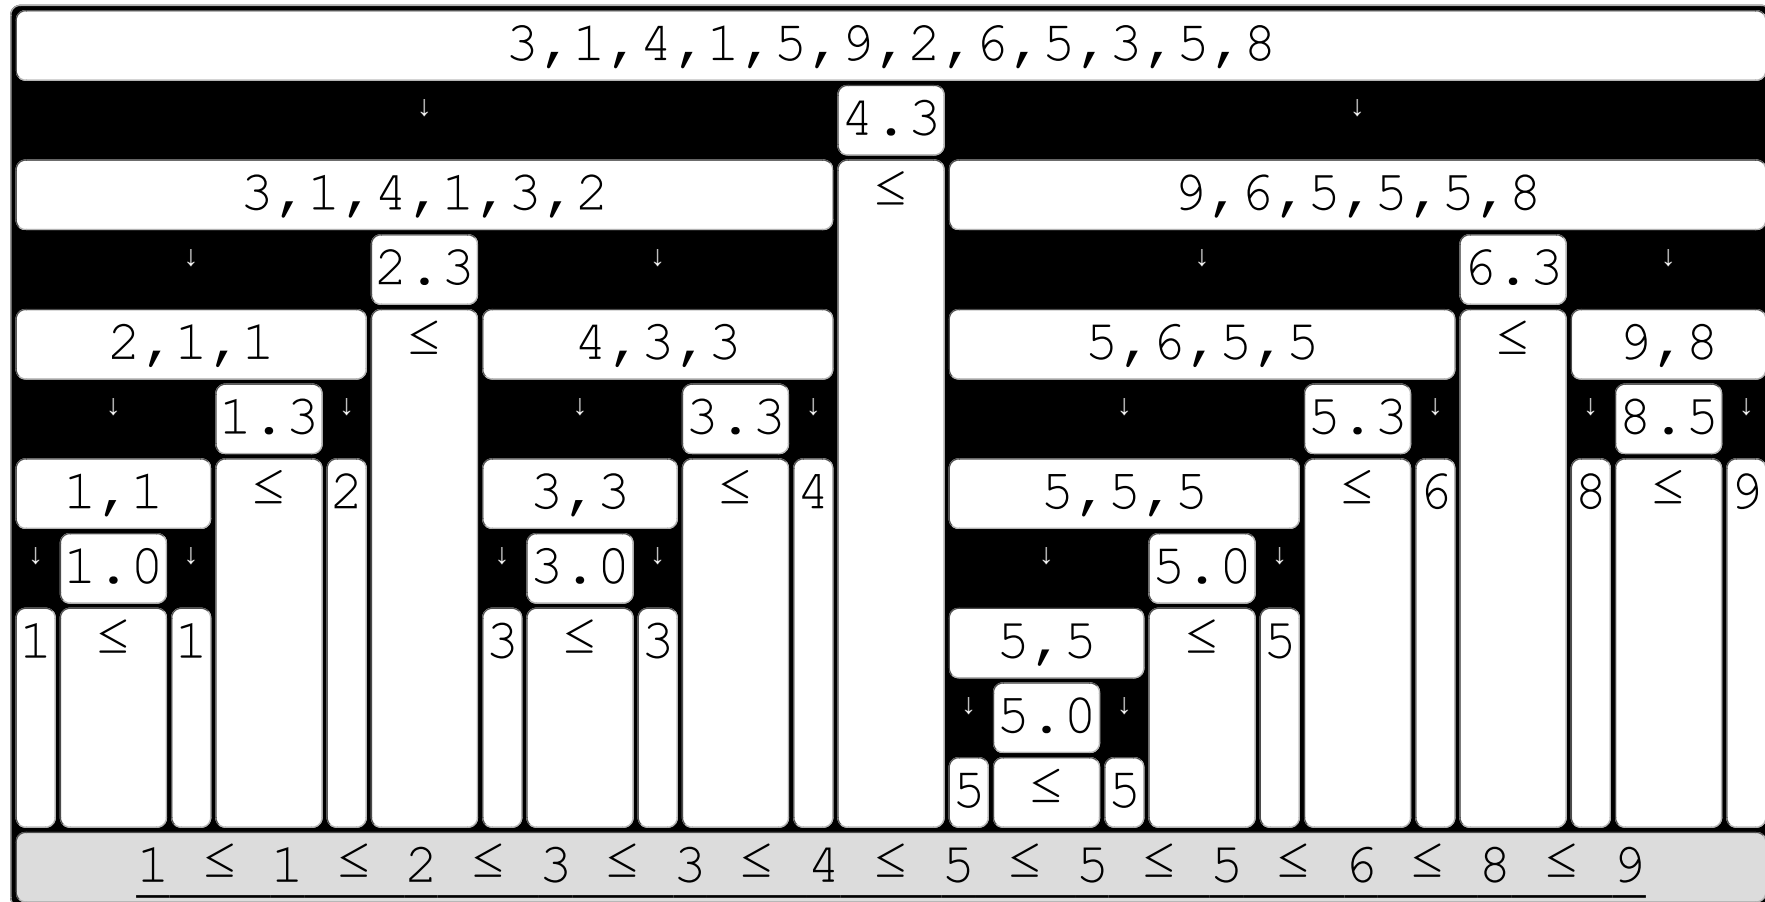 3,1,4,1,5,9,2,6,5,3,5,8
↓ 4.3 ↓
3,1,4,1,3,2 ≤ 9,6,5,5,5,8
↓ 2.3 ↓ ↓ 6.3 ↓
2,1,1 ≤ 4,3,3 5,6,5,5 ≤ 9,8
↓ 1.3 ↓ ↓ 3.3 ↓ ↓ 5.3 ↓ ↓ 8.5 ↓
1,1 ≤ 2 3,3 ≤ 4 5,5,5 ≤ 6 8 ≤ 9
↓ 1.0 ↓ ↓ 3.0 ↓ ↓ 5.0 ↓
1 ≤ 1 3 ≤ 3 5,5 ≤ 5
↓ 5.0 ↓
5 ≤ 5
1 ≤ 1 ≤ 2 ≤ 3 ≤ 3 ≤ 4 ≤ 5 ≤ 5 ≤ 5 ≤ 6 ≤ 8 ≤ 9